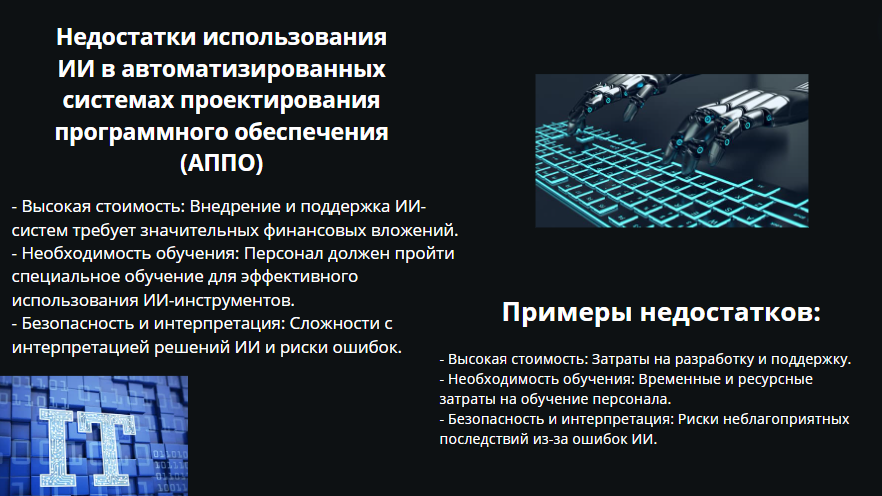 Недостатки использования
ИИ в автоматизированных
системах проектирования
программного обеспечения
(АППО)
- Высокая стоимость: Внедрение и поддержка ИИ-
систем требует значительных финансовых вложений.
- Необходимость обучения: Персонал должен пройти
специальное обучение для эффективного
использования ИИ-инструментов.
- Безопасность и интерпретация: Сложности с
интерпретацией решений ИИ и риски ошибок.
IT
Примеры недостатков:
- Высокая стоимость: Затраты на разработку и поддержку.
- Необходимость обучения: Временные и ресурсные
затраты на обучение персонала.
- Безопасность и интерпретация: Риски неблагоприятных
последствий из-за ошибок ИИ.